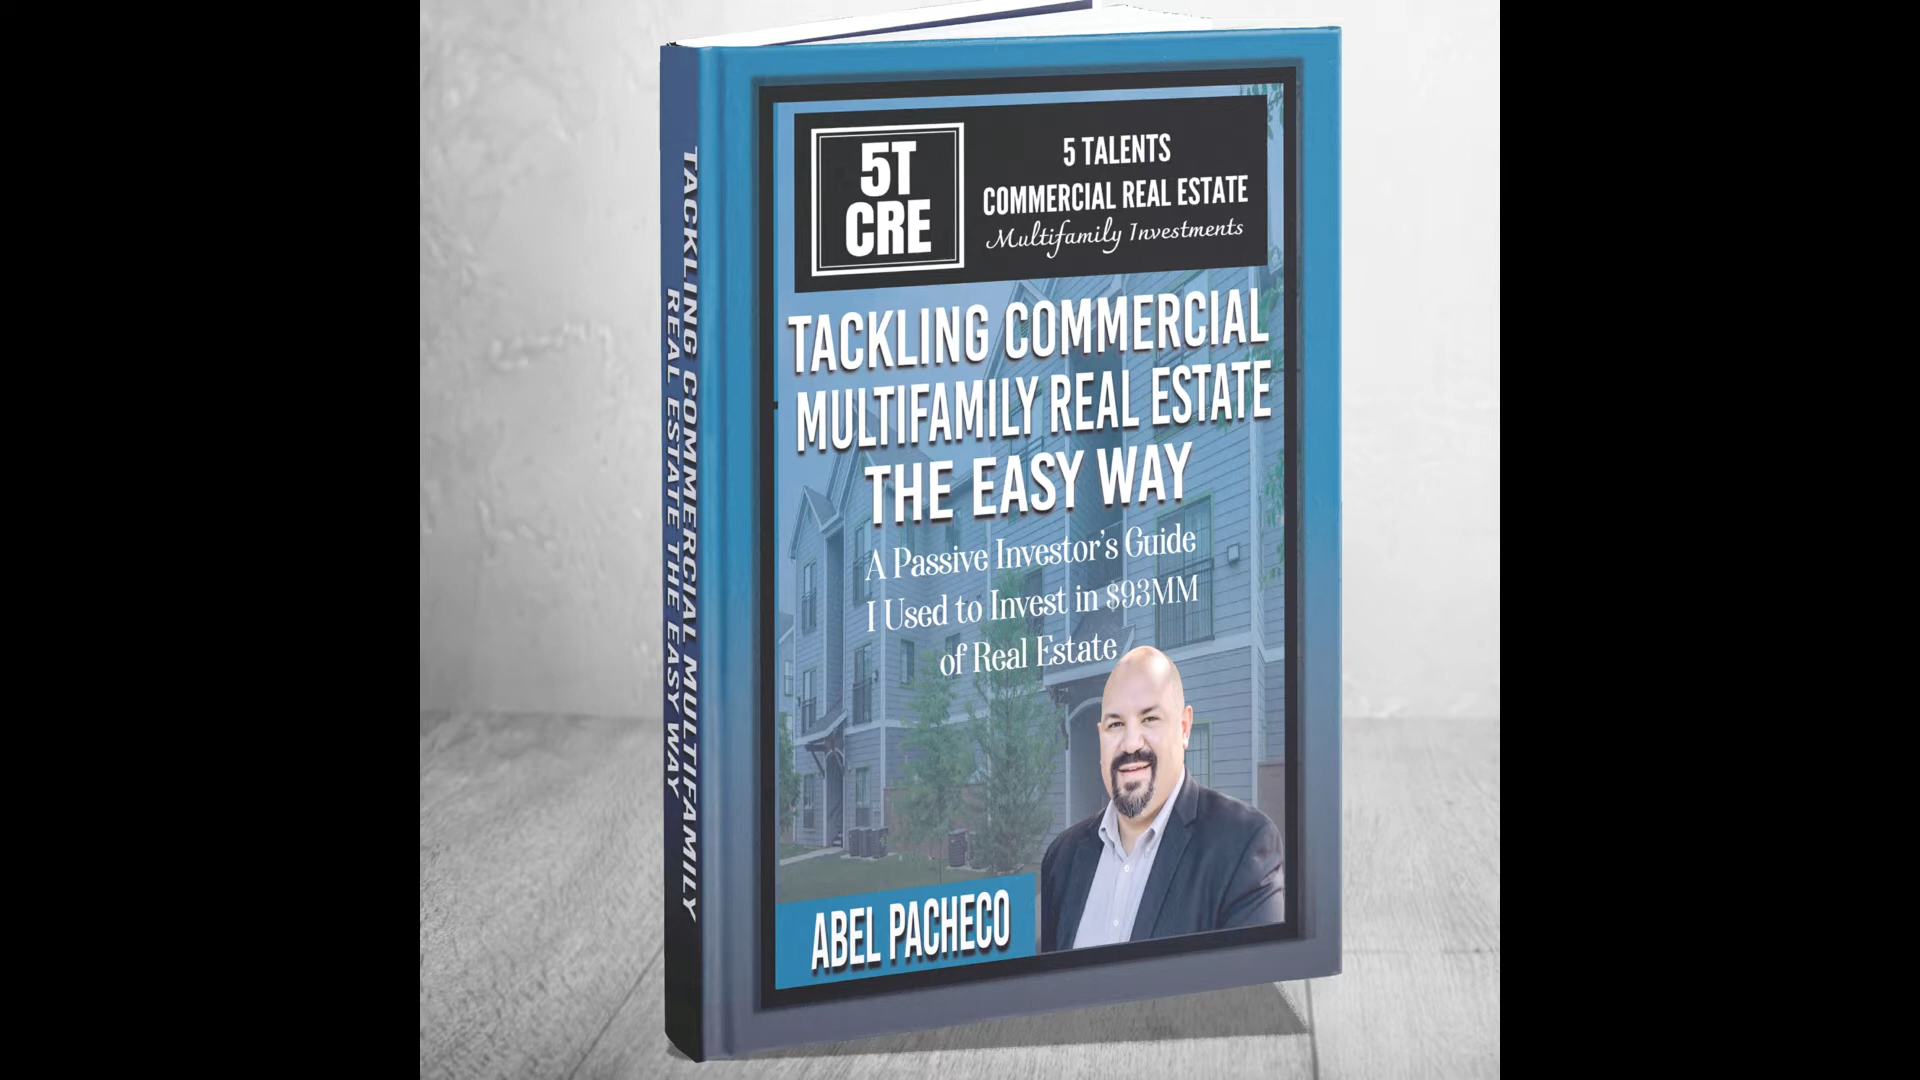 5T
CRE
5 TALENTS
COMMERCIAL REAL ESTATE
Multifamily Investments
TACKLING COMMERCIAL
MULTIFAMILY REAL ESTATE
THE EASY WAY
A Passive Investor's Guide
I Used to Invest in $93MM
of Real Estate
ABEL PACHECO
TACKLING COMMERCIAL MULTIFAMILY
REAL ESTATE THE EASY WAY